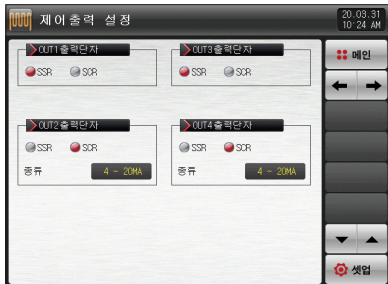 제어출력 설정
20.03.31
10:24 AM
OUT1출력단자
SSR SCR
OUT3출력단자
SSR SCR
OUT2출력단자
SSR SCR
종류 4 - 20MA
OUT4출력단자
SSR SCR
종류 4 - 20MA
메인
셋업